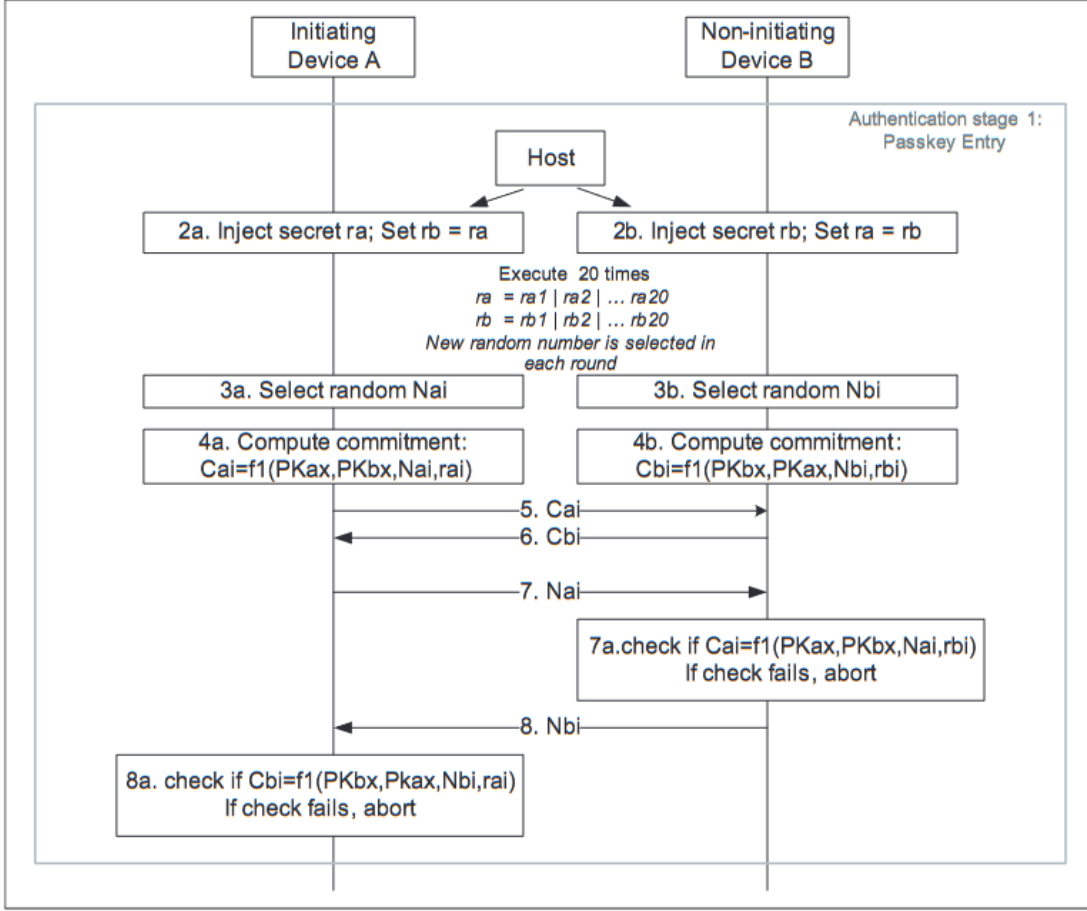 Initiating
Device A
Non-initiating
Device B
Authentication stage 1:
Passkey Entry
Host
2a. Inject secret ra; Set rb = ra
2b. Inject secret rb; Set ra = rb
Execute 20 times
ra = ra1 | ra2 | ... ra20
rb = rb1 | rb2 | ... rb20
New random number is selected in
each round
3a. Select random Nai
3b. Select random Nbi
4a. Compute commitment:
Cai=f1(PKax,PKbx,Nai,rai)
4b. Compute commitment:
Cbi=f1(PKbx,PKax,Nbi,rbi)
5. Cai
6. Cbi
7. Nai
7a.check if Cai=f1(PKax,PKbx,Nai,rbi)
If check fails, abort
8. Nbi
8a. check if Cbi=f1(PKbx,Pkax,Nbi,rai)
If check fails, abort